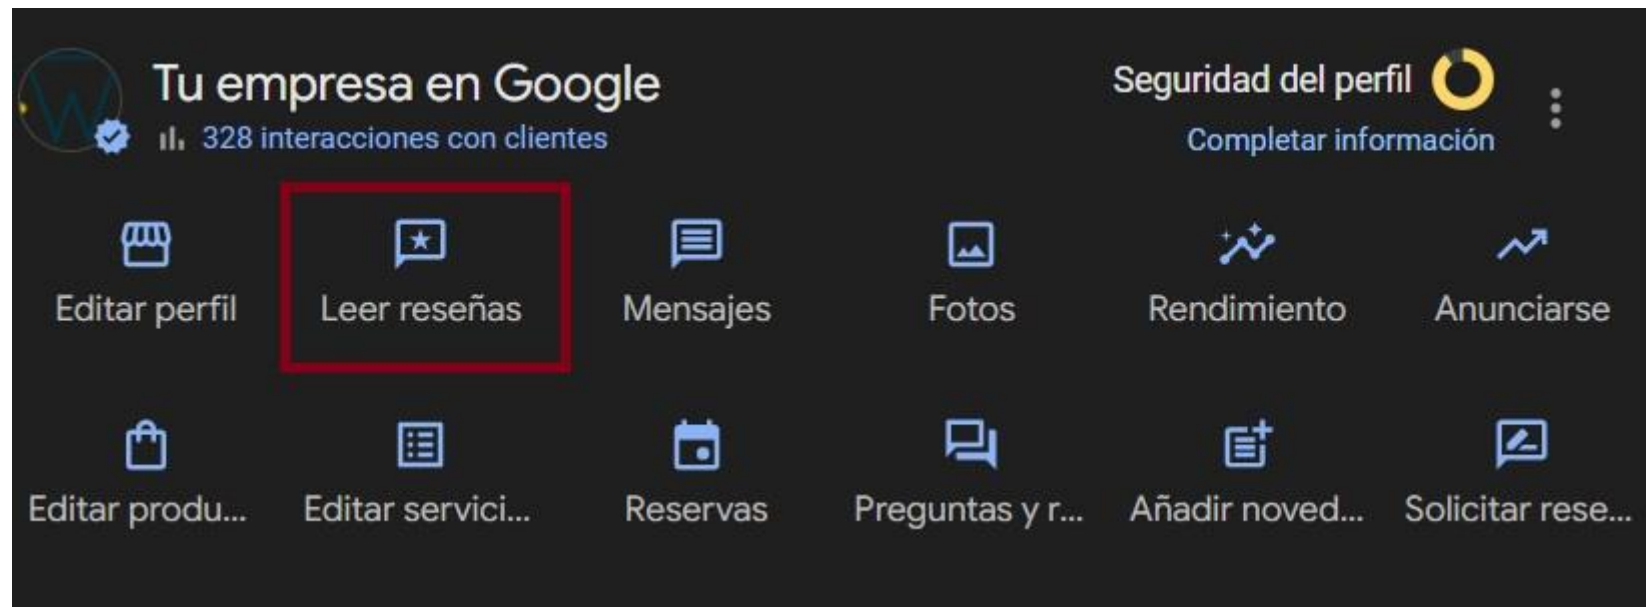 Tu empresa en Google
328 interacciones con clientes
Seguridad del perfil
Completar información
Editar perfil
Leer reseñas
Mensajes
Fotos
Rendimiento
Anunciarse
Editar produ...
Editar servici...
Reservas
Preguntas y r...
Añadir noved...
Solicitar rese...